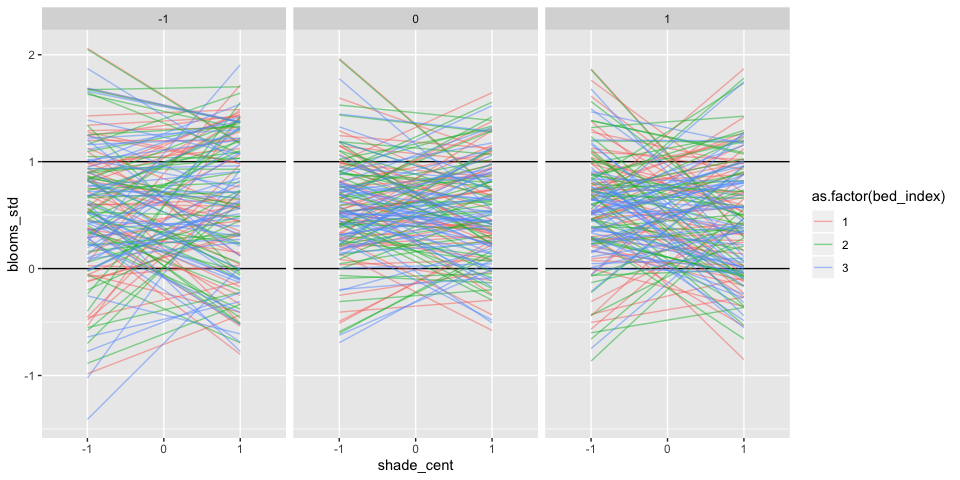 -1 0 1
2
1
0
-1
blooms_std
-1 0 1 -1 0 1 -1 0 1
shade_cent
as.factor(bed_index)
1
2
3